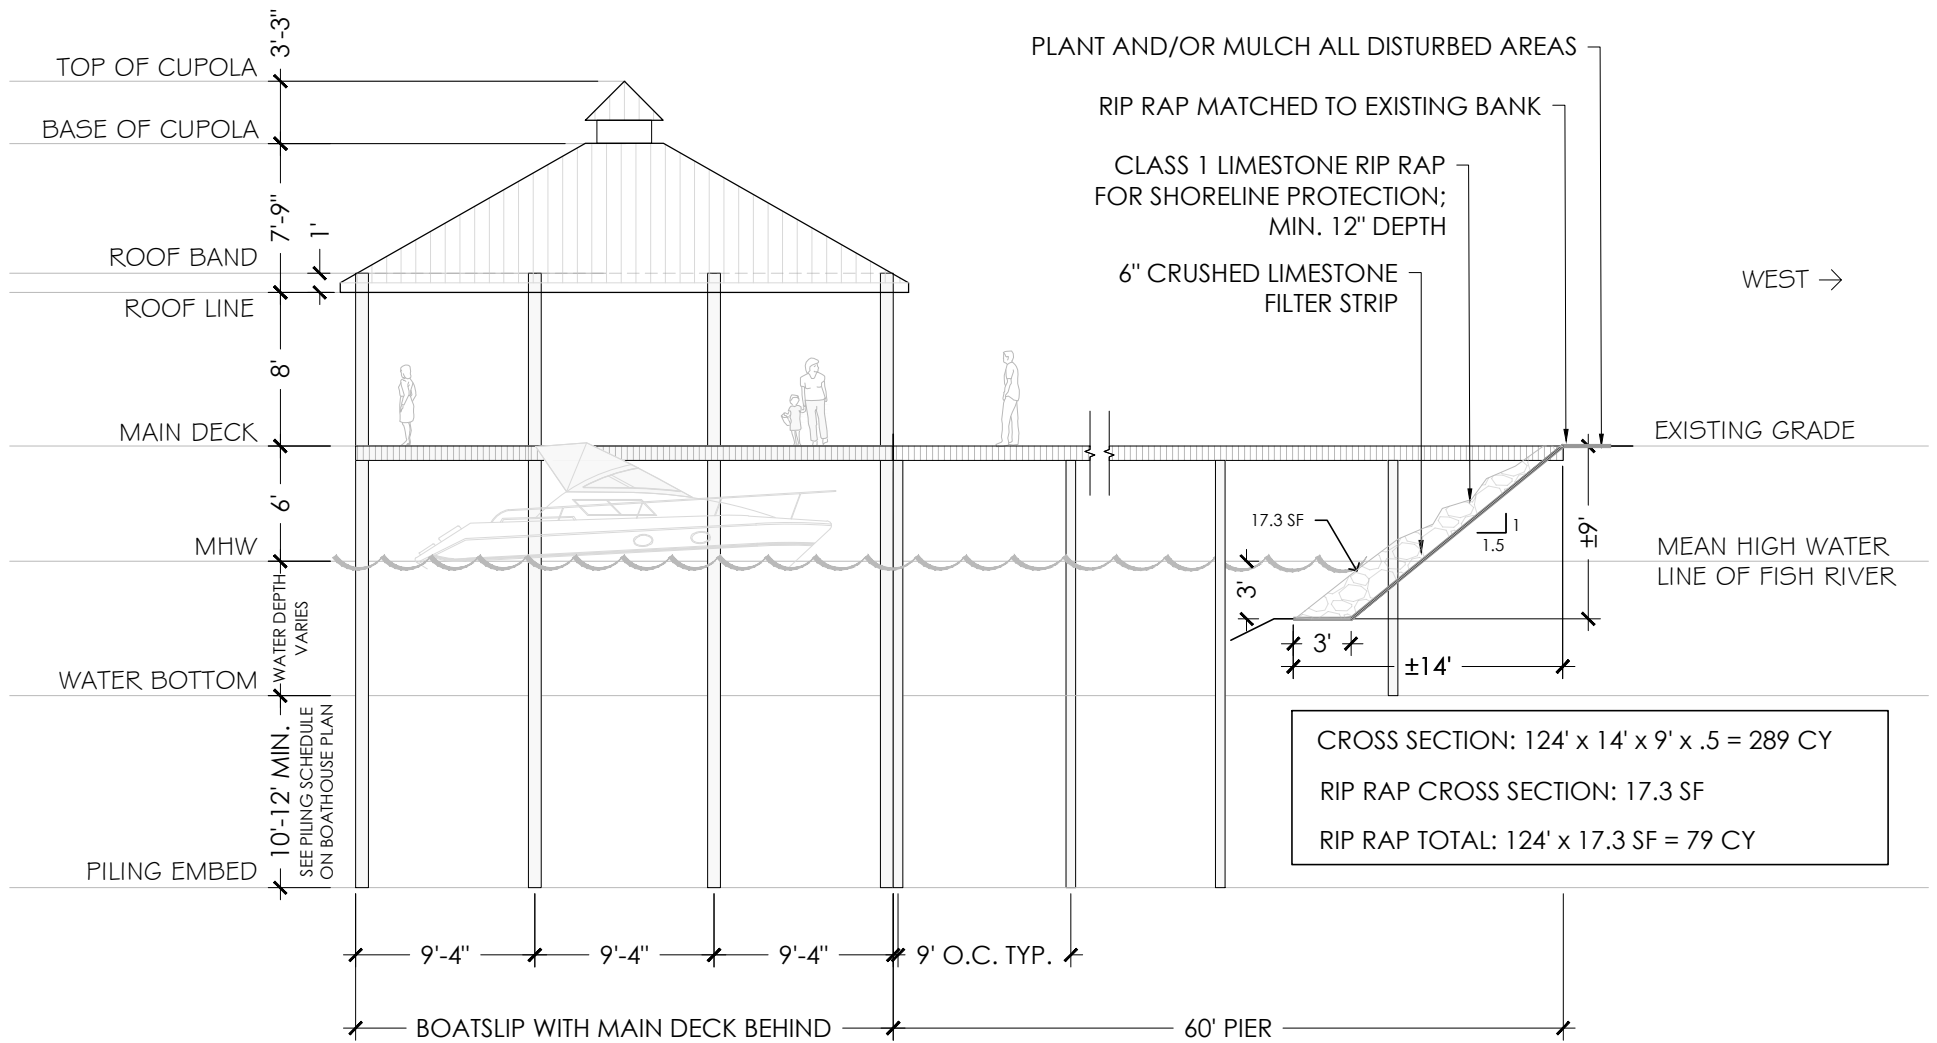 3'-3"
TOP OF CUPOLA
BASE OF CUPOLA
7'-9"
1'
ROOF BAND
ROOF LINE
8'
MAIN DECK
6'
MHW
WATER DEPTH
VARIES
WATER BOTTOM
10'-12' MIN.
SEE PILING SCHEDULE
ON BOATHOUSE PLAN
PILING EMBED
PLANT AND/OR MULCH ALL DISTURBED AREAS
RIP RAP MATCHED TO EXISTING BANK
CLASS 1 LIMESTONE RIP RAP
FOR SHORELINE PROTECTION;
MIN. 12" DEPTH
6" CRUSHED LIMESTONE
FILTER STRIP
WEST
EXISTING GRADE
17.3 SF
1
1.5
±9'
MEAN HIGH WATER
LINE OF FISH RIVER
3'
3'
±14'
CROSS SECTION: 124' x 14' x 9' x .5 = 289 CY
RIP RAP CROSS SECTION: 17.3 SF
RIP RAP TOTAL: 124' x 17.3 SF = 79 CY
9'-4"
9'-4"
9'-4"
9' O.C. TYP.
BOATSLIP WITH MAIN DECK BEHIND
60' PIER